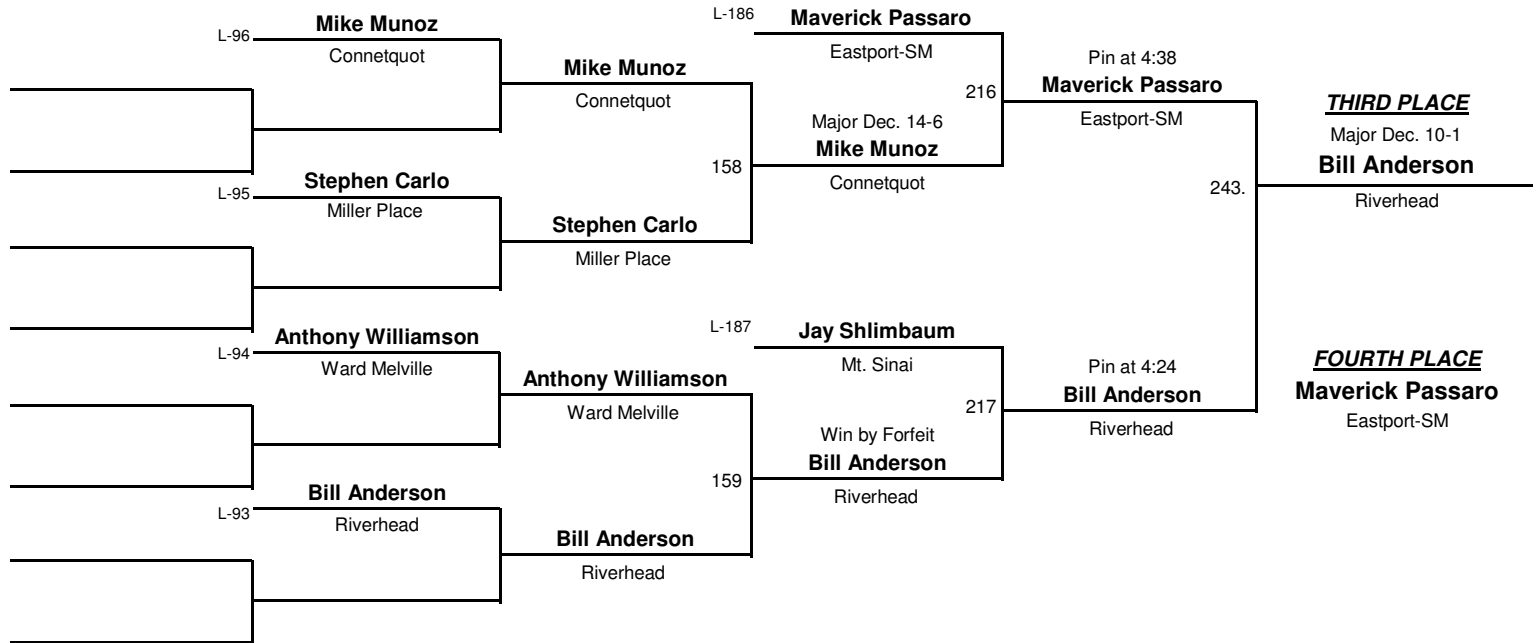 L-96
Mike Munoz
Connetquot
L-95
Stephen Carlo
Miller Place
L-94
Anthony Williamson
Ward Melville
L-93
Bill Anderson
Riverhead
Mike Munoz
Connetquot
158
Stephen Carlo
Miller Place
Anthony Williamson
Ward Melville
159
Bill Anderson
Riverhead
L-186
Maverick Passaro
Eastport-SM
216
Major Dec. 14-6
Mike Munoz
Connetquot
L-187
Jay Shlimbaum
Mt. Sinai
217
Win by Forfeit
Bill Anderson
Riverhead
Pin at 4:38
Maverick Passaro
Eastport-SM
243.
Pin at 4:24
Bill Anderson
Riverhead
THIRD PLACE
Major Dec. 10-1
Bill Anderson
Riverhead
FOURTH PLACE
Maverick Passaro
Eastport-SM